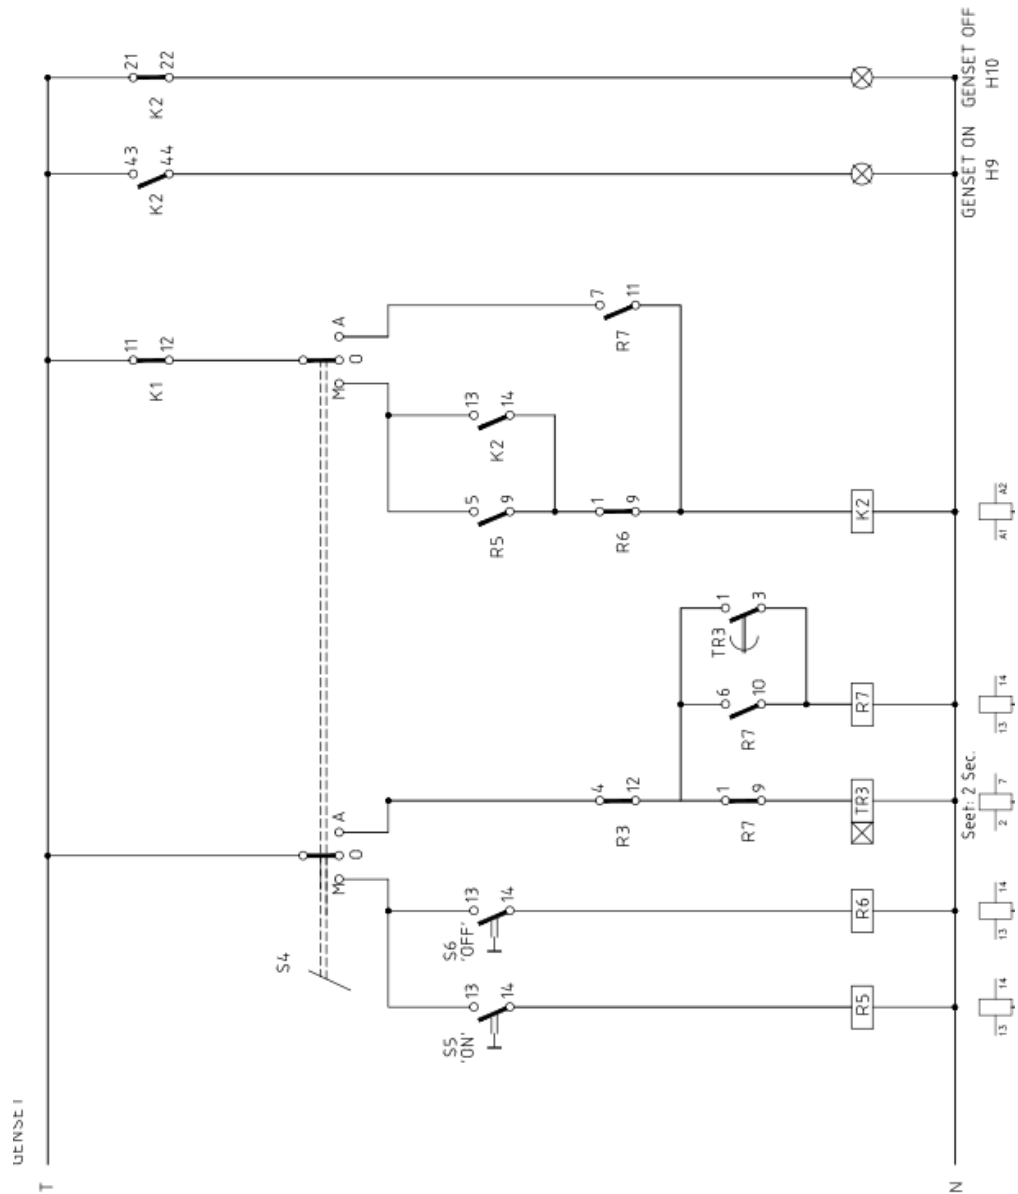 GENSET
T
11
12
K1
43
44
K2
21
22
K2
S4
M
O
A
M
O
A
S5
'ON'
13
14
S6
'OFF'
13
14
R5
5
9
K2
13
14
R3
4
12
R6
1
9
R7
7
11
R7
1
9
R7
6
10
TR3
1
3
R5
R6
TR3
R7
K2
N
Seet: 2 Sec.
GENSET ON
H9
GENSET OFF
H10
13
14
13
14
2
7
13
14
A1
A2